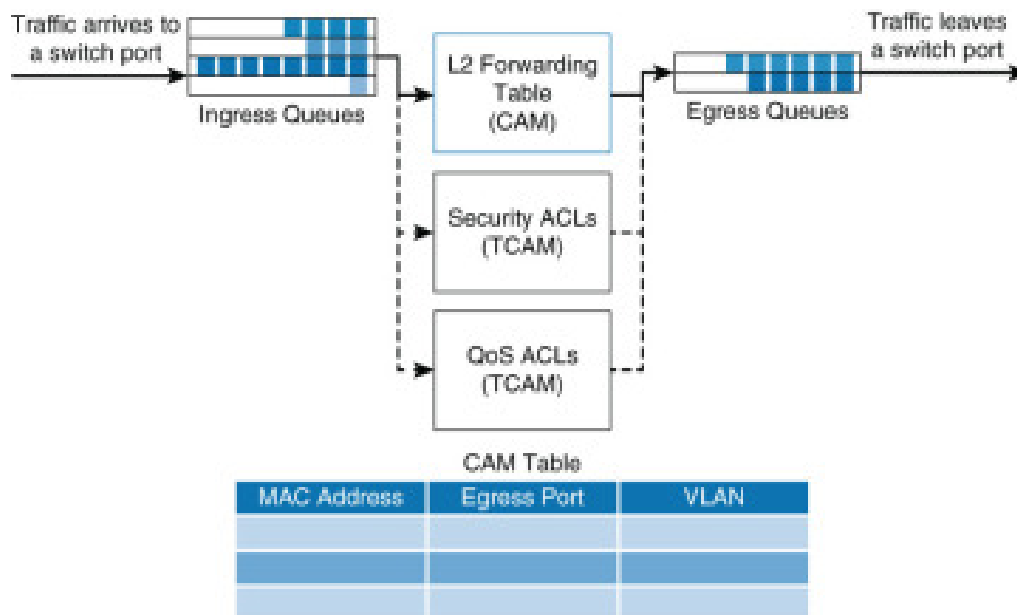 Traffic arrives to
a switch port
Ingress Queues
L2 Forwarding
Table
(CAM)
Security ACLs
(TCAM)
QoS ACLs
(TCAM)
Traffic leaves
a switch port
Egress Queues
CAM Table
MAC Address Egress Port VLAN